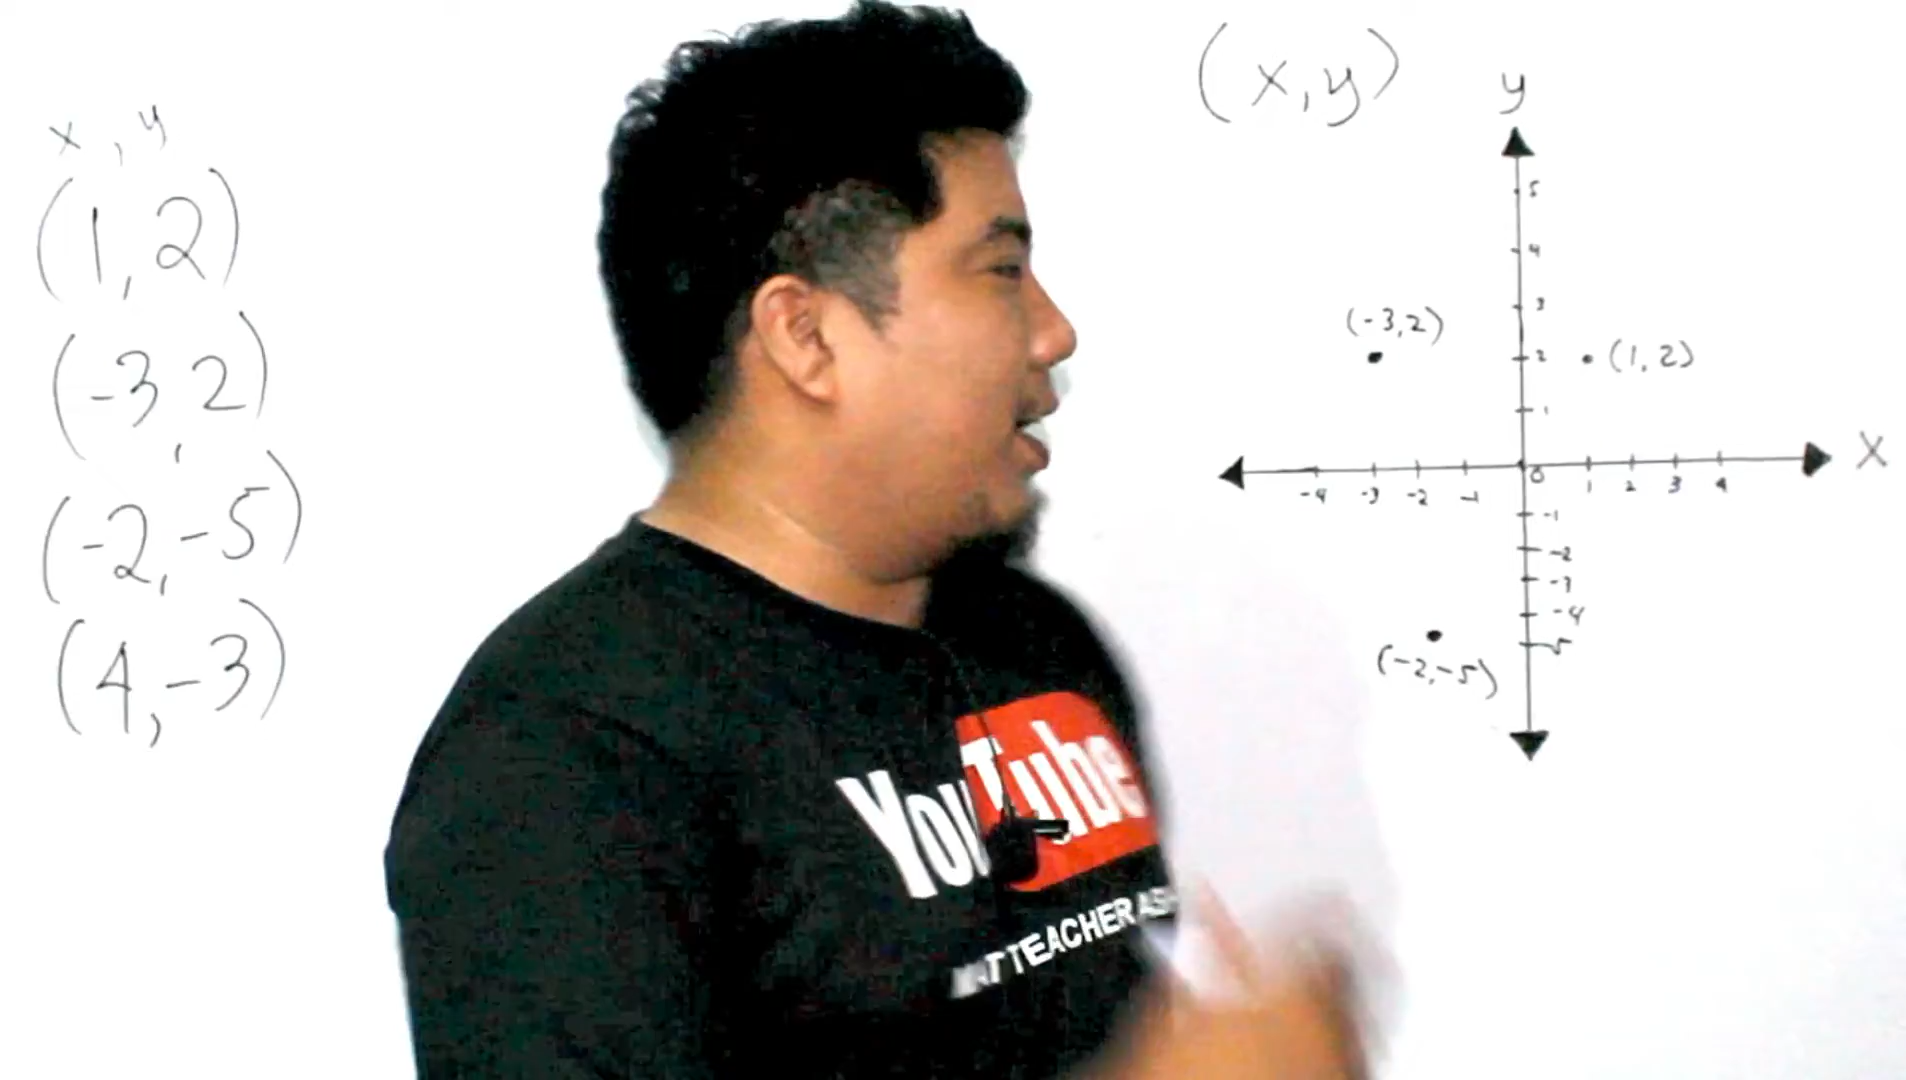 x , y
(1, 2)
(-3, 2)
(-2, -5)
(4, -3)
(x, y)
y
5
4
3
(-3, 2)
2
(1, 2)
1
X
0
-4 -3 -2 -1
1 2 3 4
-1
-2
-3
-4
(-2, -5)
YouTube
TEACHER